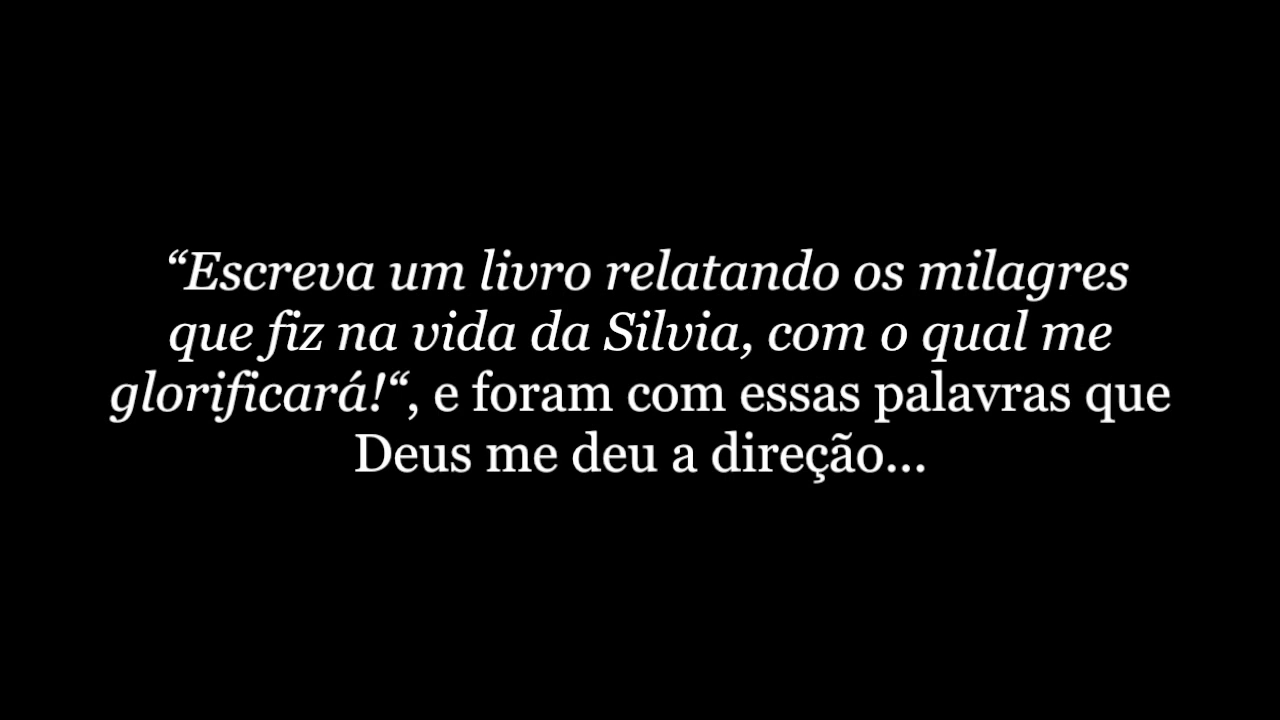 “Escreva um livro relatando os milagres
que fiz na vida da Silvia, com o qual me
glorificará!“, e foram com essas palavras que
Deus me deu a direção...